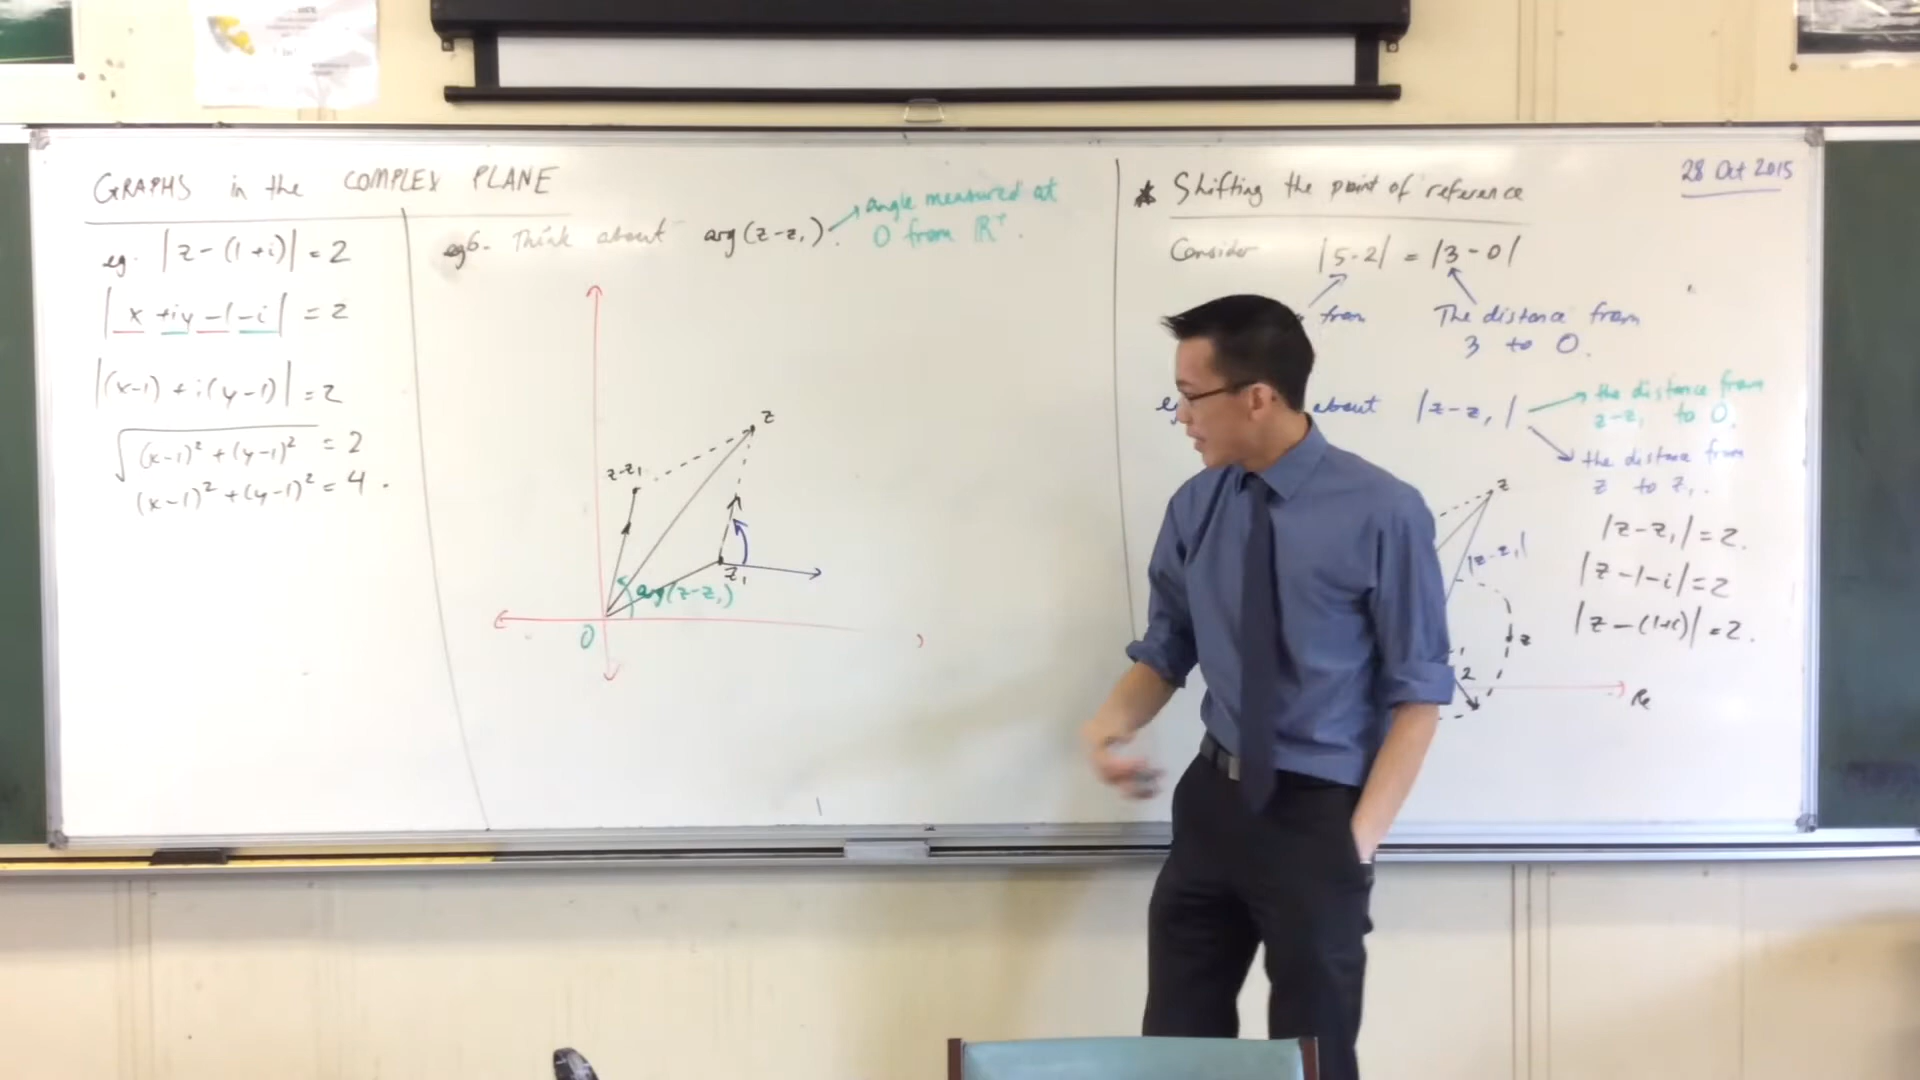 GRAPHS in the COMPLEX PLANE
eg. |z-(1+i)| = 2
|x + iy - 1 - i| = 2
|(x-1) + i(y-1)| = 2
√((x-1)² + (y-1)²) = 2
(x-1)² + (y-1)² = 4.
eg6. Think about arg(z-z₁).
angle measured at
O from R⁺.
z
z-z₁
z₁
arg(z-z₁)
O
28 Oct 2015
* Shifting the point of reference
Consider |5-2| = |3-0|
from
The distance from
3 to 0.
about |z-z₁|
the distance from
z-z₁ to 0.
the distance from
z to z₁.
z
|z-z₁|
|z-z₁| = 2.
|z-1-i| = 2
|z-(1+i)| = 2.
z
2
Re